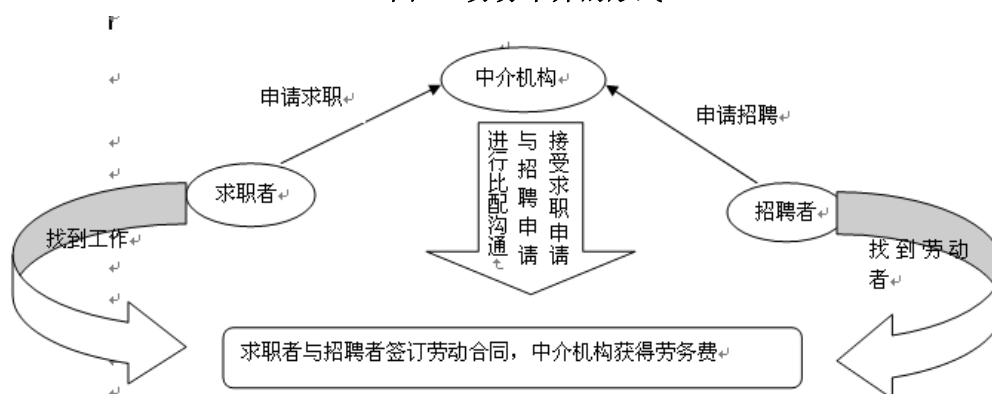 中介机构
申请求职
申请招聘
接受求职申请
与招聘申请
进行比配沟通
求职者
招聘者
找到工作
找到劳动
者
求职者与招聘者签订劳动合同，中介机构获得劳务费